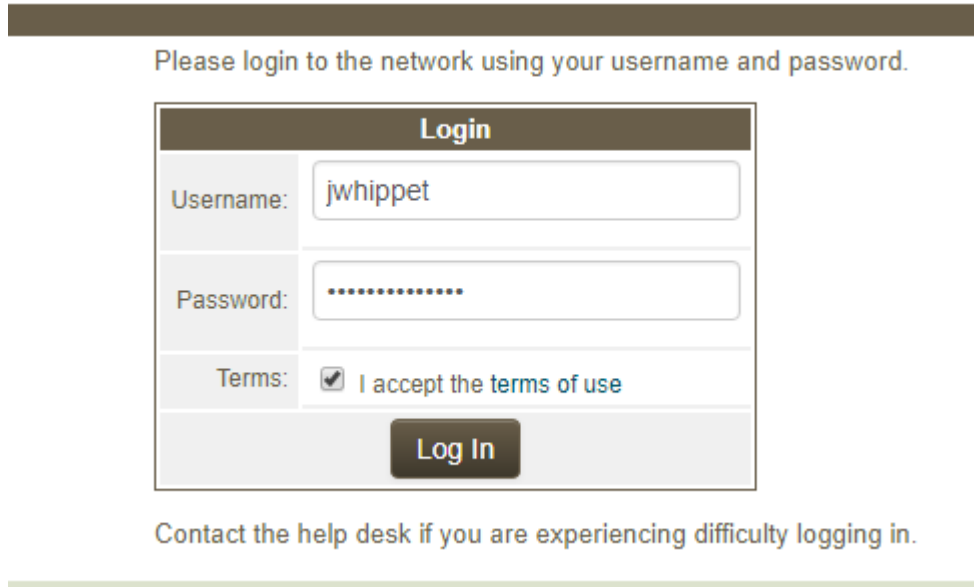 Please login to the network using your username and password.
Login
Username: jwhippet
Password: ••••••••••••••
Terms: I accept the terms of use
Log In
Contact the help desk if you are experiencing difficulty logging in.